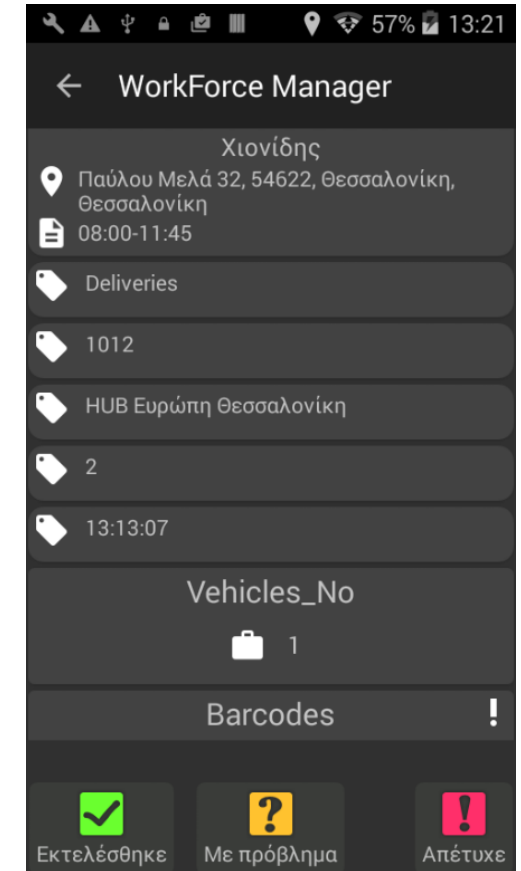 57% 13:21
WorkForce Manager
Χιονίδης
Παύλου Μελά 32, 54622, Θεσσαλονίκη,
Θεσσαλονίκη
08:00-11:45
Deliveries
1012
HUB Ευρώπη Θεσσαλονίκη
2
13:13:07
Vehicles_No
1
Barcodes
Εκτελέσθηκε Με πρόβλημα Απέτυχε